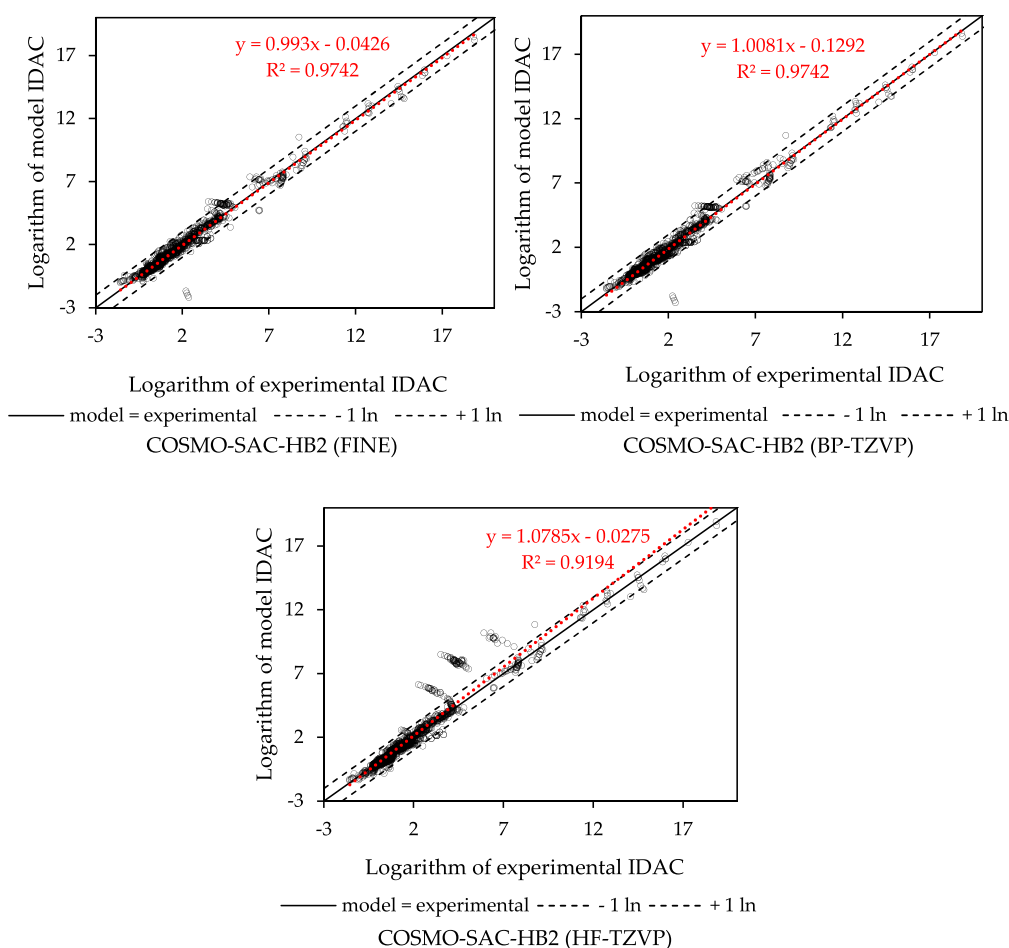 y = 0.993x - 0.0426
R² = 0.9742
Logarithm of model IDAC
17
12
7
2
-3
-3 2 7 12 17
Logarithm of experimental IDAC
model = experimental - 1 ln + 1 ln
COSMO-SAC-HB2 (FINE)
y = 1.0081x - 0.1292
R² = 0.9742
Logarithm of model IDAC
17
12
7
2
-3
-3 2 7 12 17
Logarithm of experimental IDAC
model = experimental - 1 ln + 1 ln
COSMO-SAC-HB2 (BP-TZVP)
y = 1.0785x - 0.0275
R² = 0.9194
Logarithm of model IDAC
17
12
7
2
-3
-3 2 7 12 17
Logarithm of experimental IDAC
model = experimental - 1 ln + 1 ln
COSMO-SAC-HB2 (HF-TZVP)